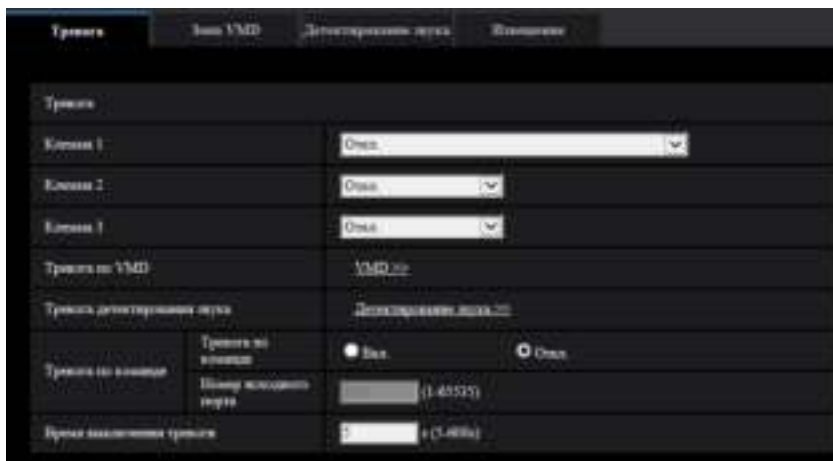 Тревога
Зона VMD
Детектирование звука
Извещение
Тревога
Клемма 1
Откл.
Клемма 2
Откл.
Клемма 3
Откл.
Тревога по VMD
VMD >>
Тревога детектирования звука
Детектирование звука >>
Тревога по команде
Тревога по
команде
Вкл.
Откл.
Номер исходного
порта
(1-65535)
Время выключения тревоги
5
s (5-600s)